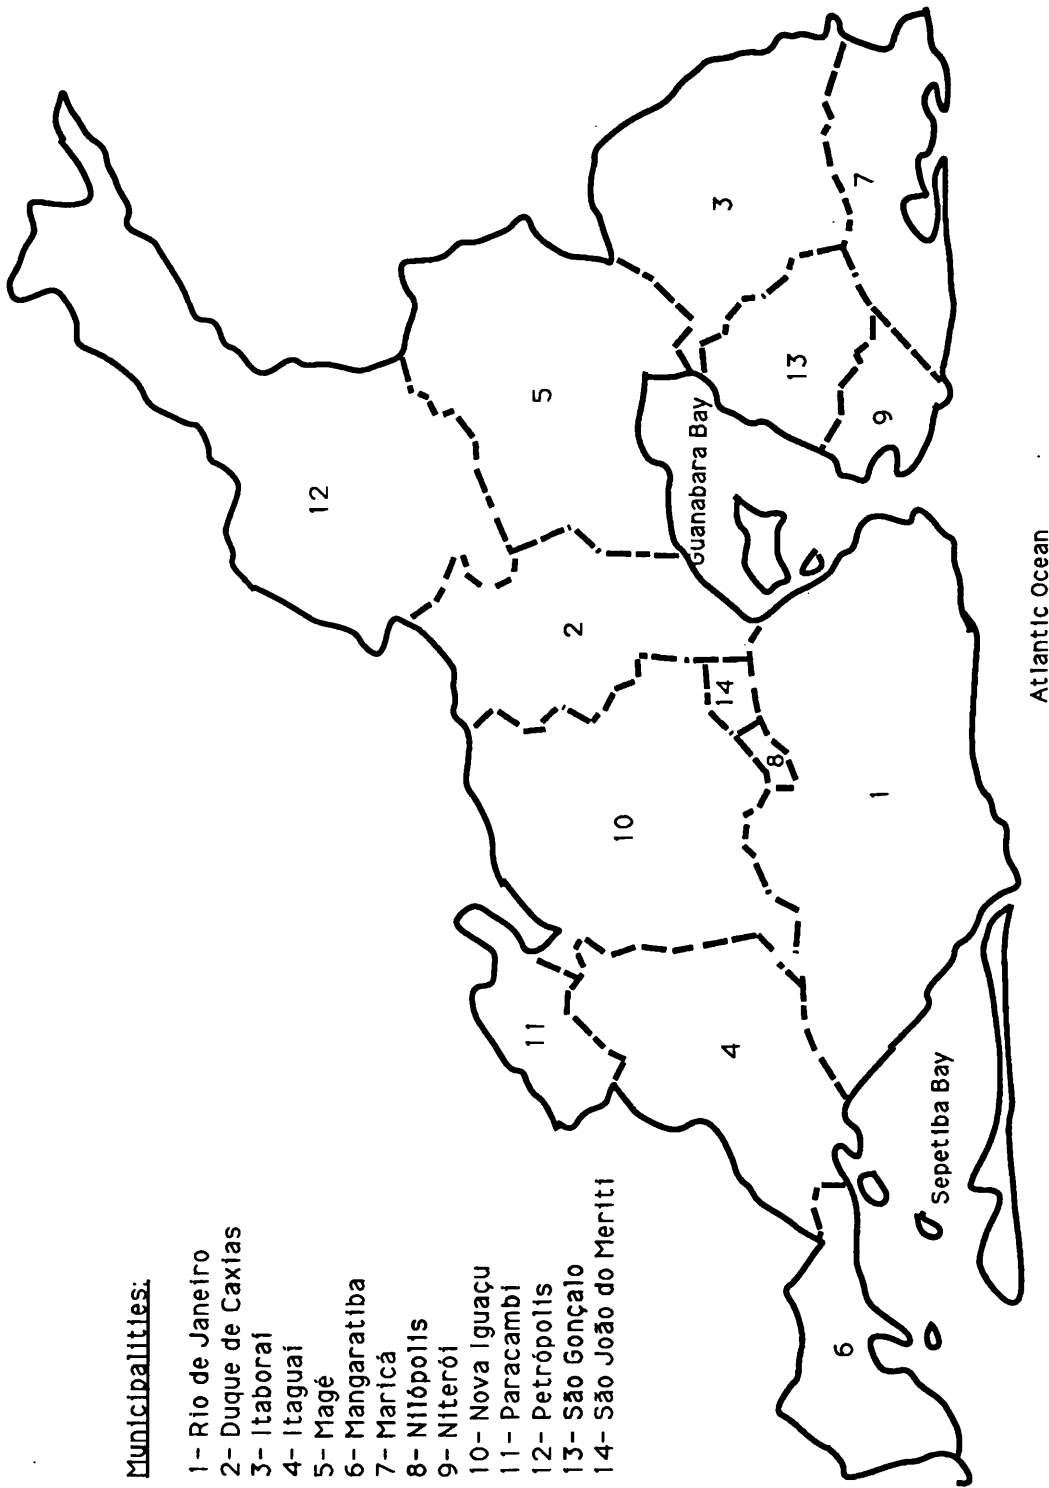 Municipalities:
1- Rio de Janeiro
2- Duque de Caxias
3- Itaboraí
4- Itaguaí
5- Magé
6- Mangaratiba
7- Maricá
8- Nilópolis
9- Niterói
10- Nova Iguaçu
11- Paracambi
12- Petrópolis
13- São Gonçalo
14- São João do Meriti
12
11
5
10
2
Guanabara Bay
3
4
14
8
13
6
7
9
1
Sepetiba Bay
Atlantic Ocean